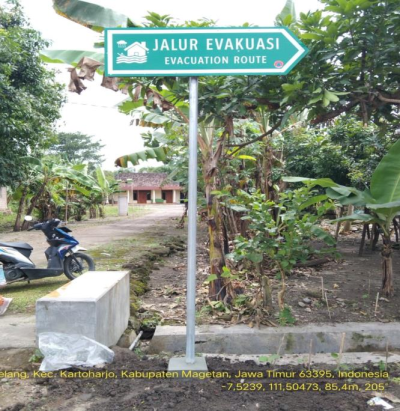 JALUR EVAKUASI
EVACUATION ROUTE
Kec. Kartoharjo, Kabupaten Magetan, Jawa Timur 63395, Indonesia
-7,5239, 111,50473, 85,4m, 205°